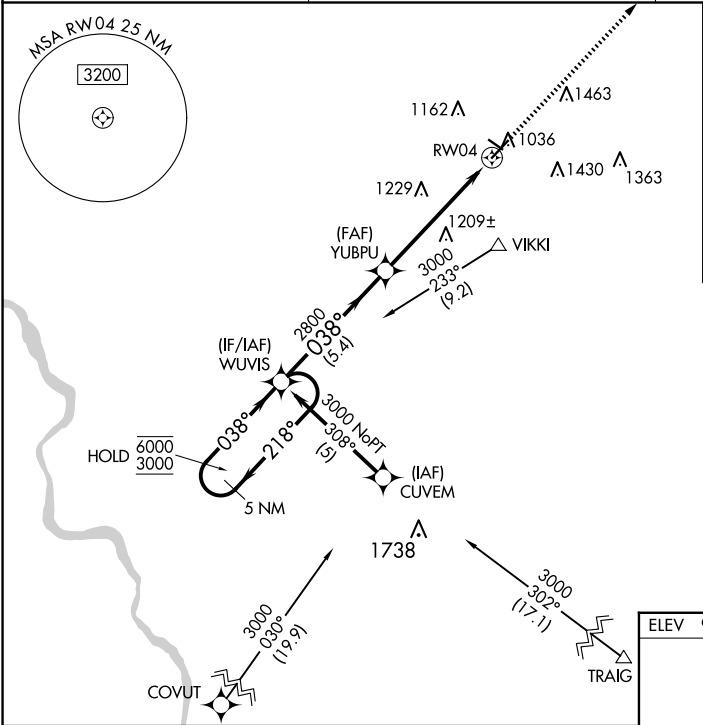 MSA RW04 25 NM
3200
1162
1463
RW04
1036
1430
1363
1229
1209±
(FAF)
YUBPU
VIKKI
3000
233°
(9.2)
2800
038°
(5.4)
(IF/IAF)
WUVIS
3000 NoPT
308°
(5)
038°
218°
HOLD
6000
3000
5 NM
(IAF)
CUVEM
1738
3000
030°
(19.9)
COVUT
3000
302°
(17.1)
TRAIG
ELEV